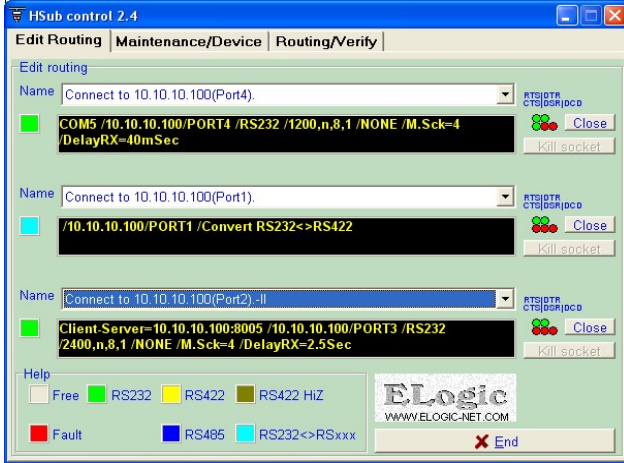 HSub control 2.4
Edit Routing Maintenance/Device Routing/Verify
Edit routing
Name Connect to 10.10.10.100(Port4).
RTS|DTR
CTS|DSR|DCD
COM5 /10.10.10.100/PORT4 /RS232 /1200,n,8,1 /NONE /M.Sck=4
/DelayRX=40mSec
Close
Kill socket
Name Connect to 10.10.10.100(Port1).
RTS|DTR
CTS|DSR|DCD
/10.10.10.100/PORT1 /Convert RS232<>RS422
Close
Kill socket
Name Connect to 10.10.10.100(Port2).-II
RTS|DTR
CTS|DSR|DCD
Client-Server=10.10.10.100:8005 /10.10.10.100/PORT3 /RS232
/2400,n,8,1 /NONE /M.Sck=4 /DelayRX=2.5Sec
Close
Kill socket
Help
Free RS232 RS422 RS422 HiZ
Fault RS485 RS232<>RSxxx
ELogic
WWW.ELOGIC-NET.COM
End